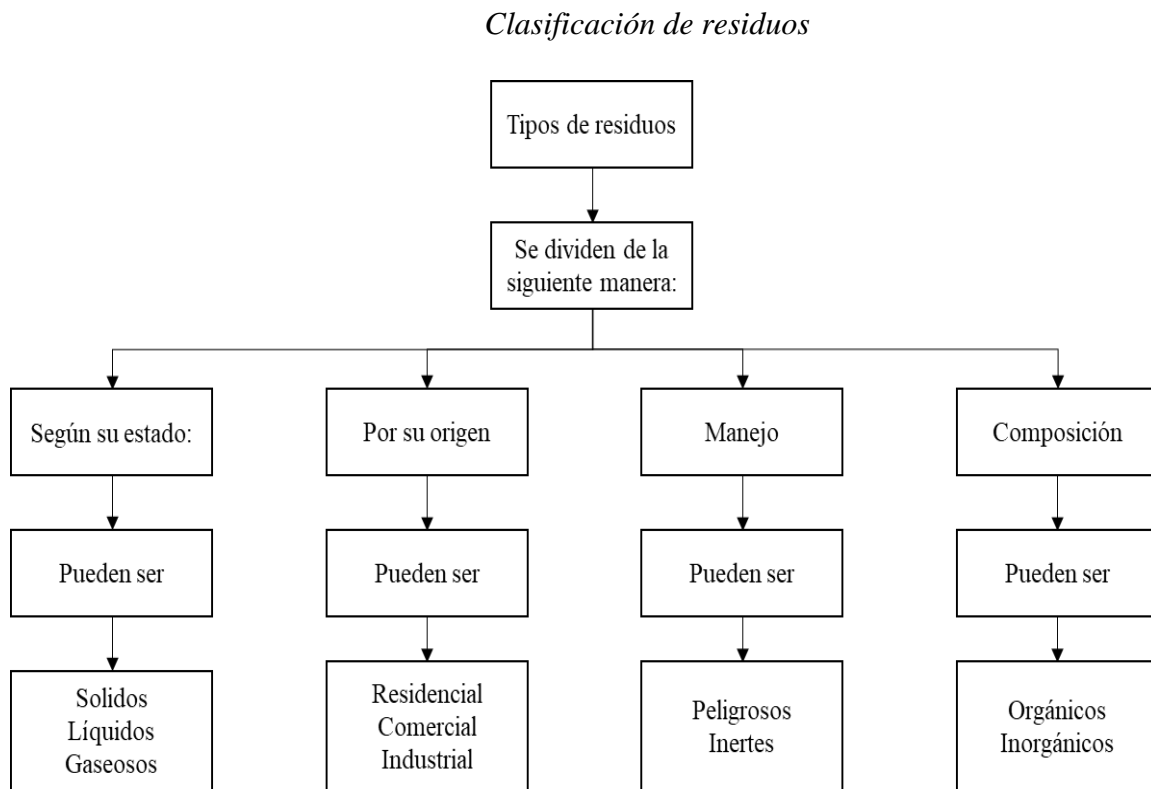 Clasificación de residuos
Tipos de residuos
Se dividen de la
siguiente manera:
Según su estado:
Por su origen
Manejo
Composición
Pueden ser
Pueden ser
Pueden ser
Pueden ser
Solidos
Líquidos
Gaseosos
Residencial
Comercial
Industrial
Peligrosos
Inertes
Orgánicos
Inorgánicos